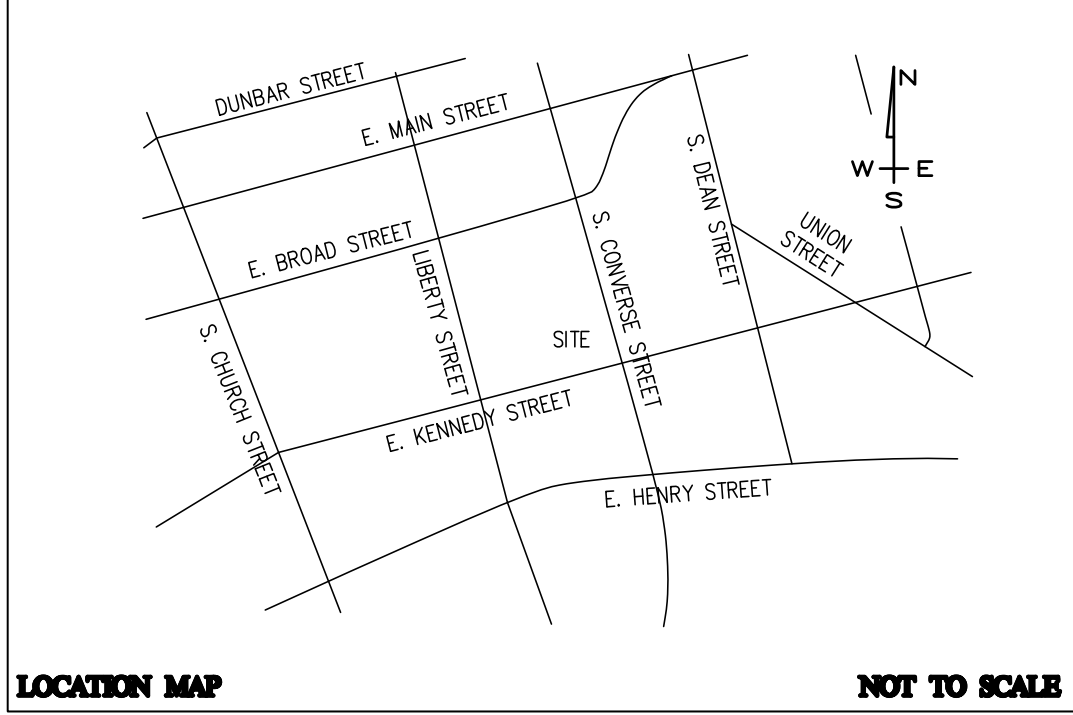 DUNBAR STREET
E. MAIN STREET
N
W E
S
S. DEAN STREET
UNION
STREET
E. BROAD STREET
LIBERTY STREET
S. CONVERSE STREET
SITE
S. CHURCH STREET
E. KENNEDY STREET
E. HENRY STREET
LOCATION MAP
NOT TO SCALE